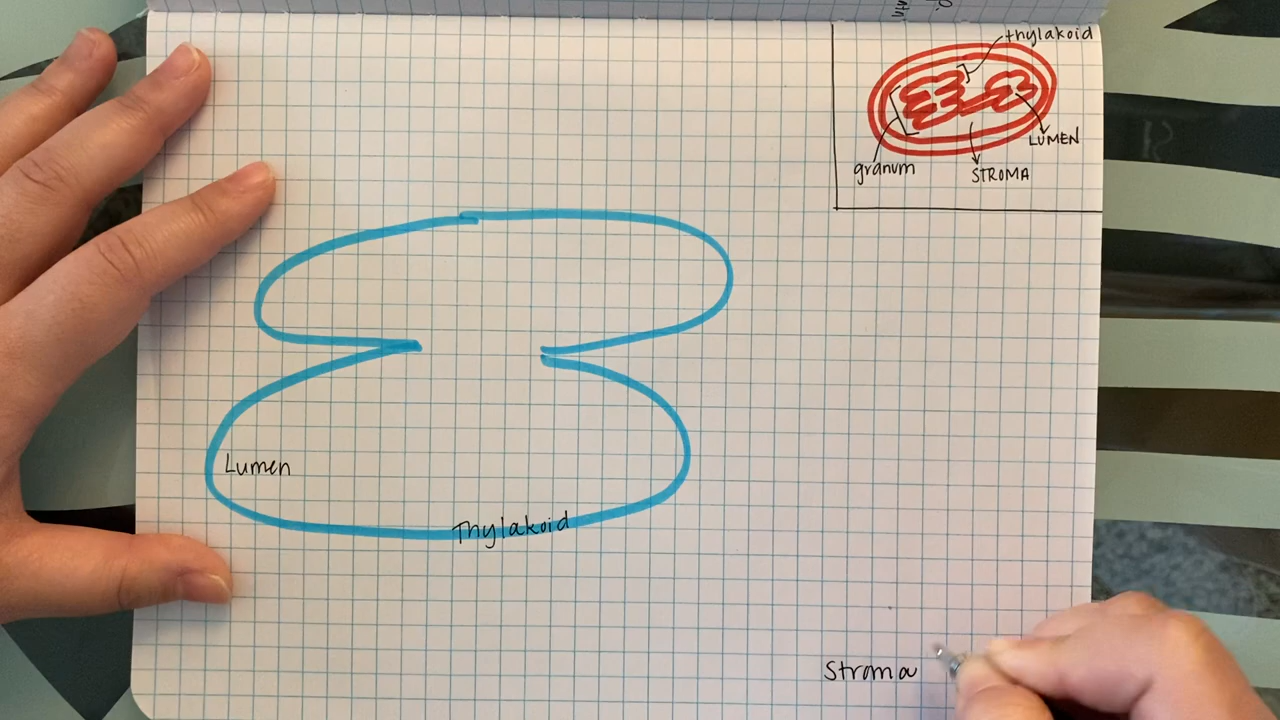 thylakoid
LUMEN
granum
STROMA
Lumen
Thylakoid
Stroma